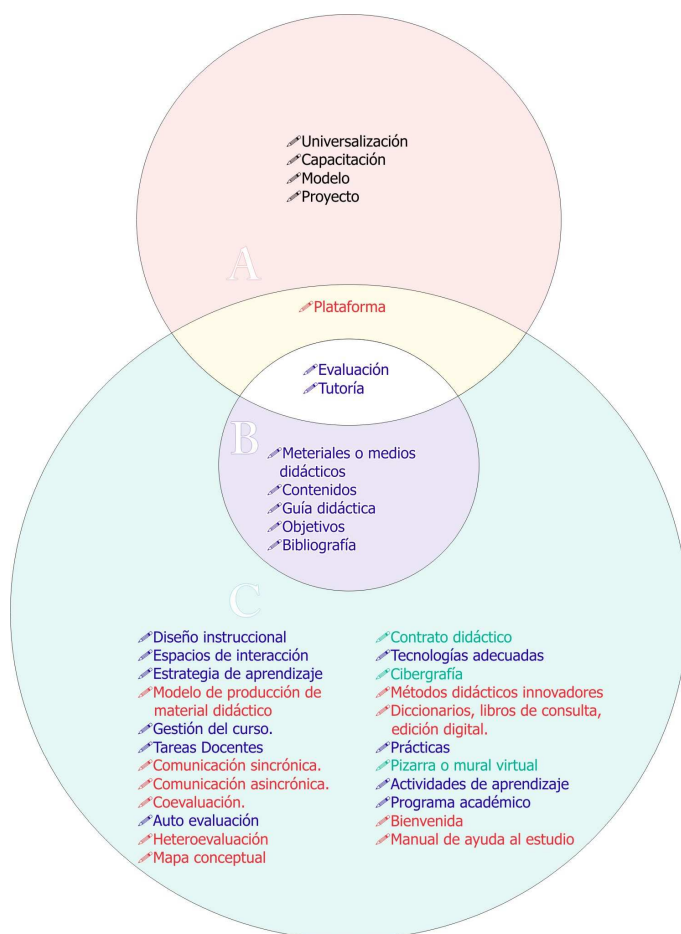 Universalización
Capacitación
Modelo
Proyecto
A
Plataforma
Evaluación
Tutoría
B
Meteriales o medios
didácticos
Contenidos
Guía didáctica
Objetivos
Bibliografía
C
Diseño instruccional
Espacios de interacción
Estrategia de aprendizaje
Modelo de producción de
material didáctico
Gestión del curso.
Tareas Docentes
Comunicación sincrónica.
Comunicación asincrónica.
Coevaluación.
Auto evaluación
Heteroevaluación
Mapa conceptual
Contrato didáctico
Tecnologías adecuadas
Cibergrafía
Métodos didácticos innovadores
Diccionarios, libros de consulta,
edición digital.
Prácticas
Pizarra o mural virtual
Actividades de aprendizaje
Programa académico
Bienvenida
Manual de ayuda al estudio